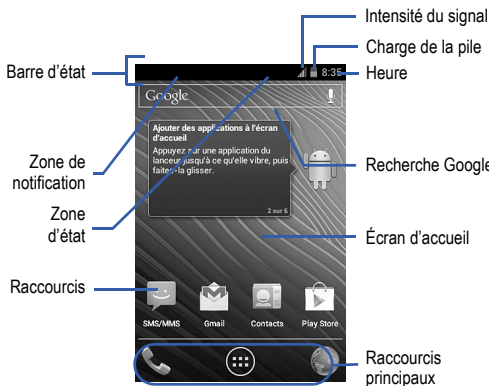 Intensité du signal
Charge de la pile
Barre d'état
8:35
Heure
Google
Ajouter des applications à l'écran
d'accueil
Appuyez sur une application du
lanceur jusqu'à ce qu'elle vibre, puis
faites-la glisser.
2 sur 6
Zone de
notification
Recherche Google
Zone
d'état
Écran d'accueil
Raccourcis
SMS/MMS
Gmail
Contacts
Play Store
Raccourcis
principaux